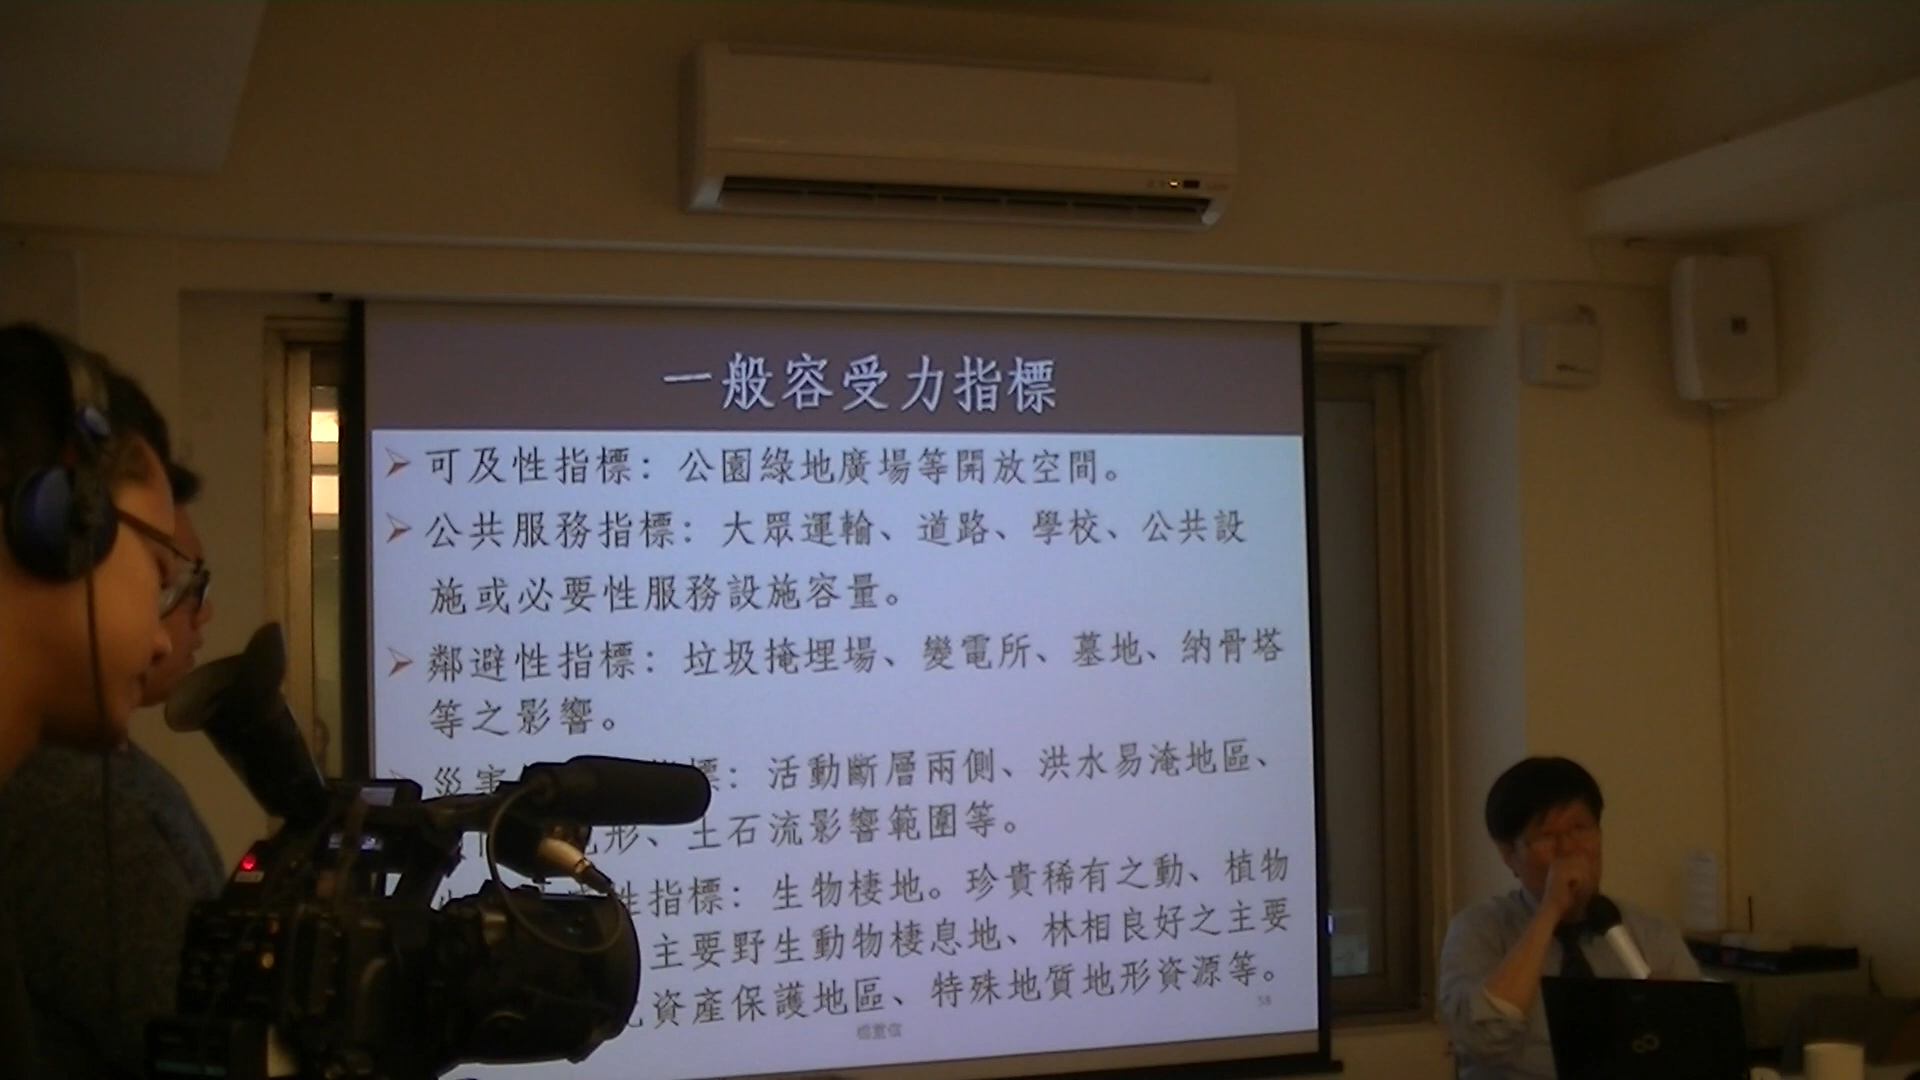 一般容受力指標
可及性指標：公園綠地廣場等開放空間。
公共服務指標：大眾運輸、道路、學校、公共設
施或必要性服務設施容量。
鄰避性指標：垃圾掩埋場、變電所、墓地、納骨塔
等之影響。
災害 標：活動斷層兩側、洪水易淹地區、
形、土石流影響範圍等。
性指標：生物棲地。珍貴稀有之動、植物
主要野生動物棲息地、林相良好之主要
資產保護地區、特殊地質地形資源等。
58